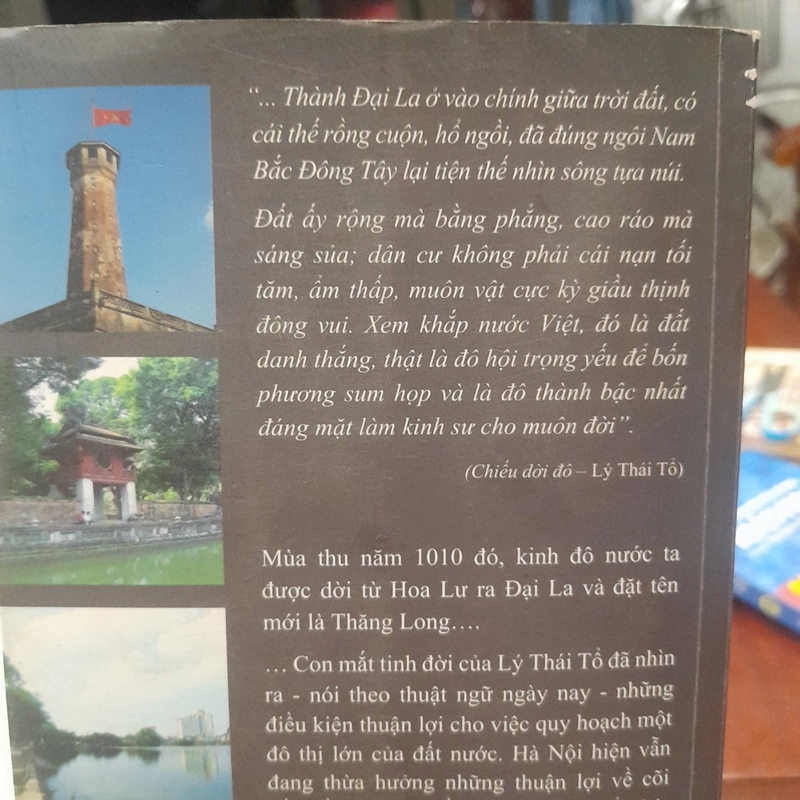 “... Thành Đại La ở vào chính giữa trời đất, có
cái thế rồng cuộn, hổ ngồi, đã đúng ngôi Nam
Bắc Đông Tây lại tiện thế nhìn sông tựa núi.
Đất ấy rộng mà bằng phẳng, cao ráo mà
sáng sủa; dân cư không phải cái nạn tối
tăm, ẩm thấp, muôn vật cực kỳ giầu thịnh
đông vui. Xem khắp nước Việt, đó là đất
danh thắng, thật là đô hội trọng yếu để bốn
phương sum họp và là đô thành bậc nhất
đáng mặt làm kinh sư cho muôn đời”.
(Chiếu dời đô – Lý Thái Tổ)
Mùa thu năm 1010 đó, kinh đô nước ta
được dời từ Hoa Lư ra Đại La và đặt tên
mới là Thăng Long....
... Con mắt tinh đời của Lý Thái Tổ đã nhìn
ra - nói theo thuật ngữ ngày nay - những
điều kiện thuận lợi cho việc quy hoạch một
đô thị lớn của đất nước. Hà Nội hiện vẫn
đang thừa hưởng những thuận lợi về cõi